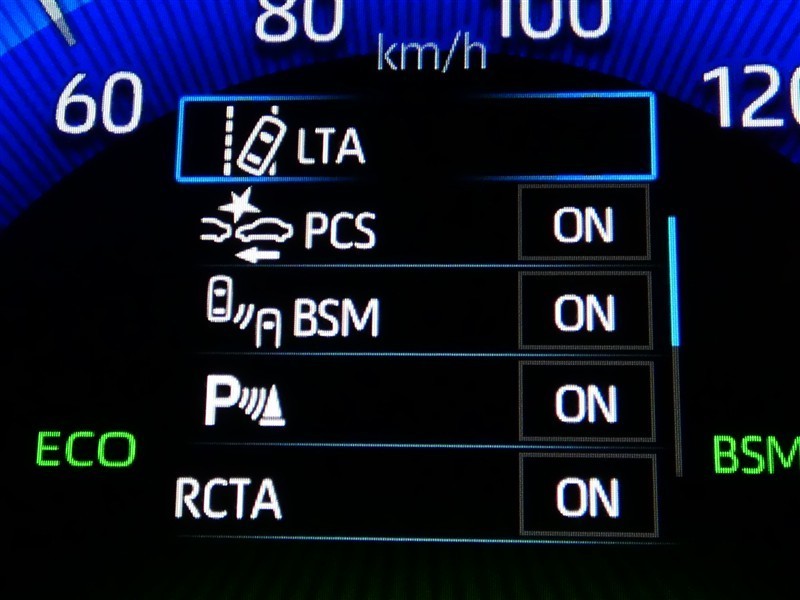 80
100
km/h
60
120
LTA
PCS ON
BSM ON
P ON
ECO
BSM
RCTA ON